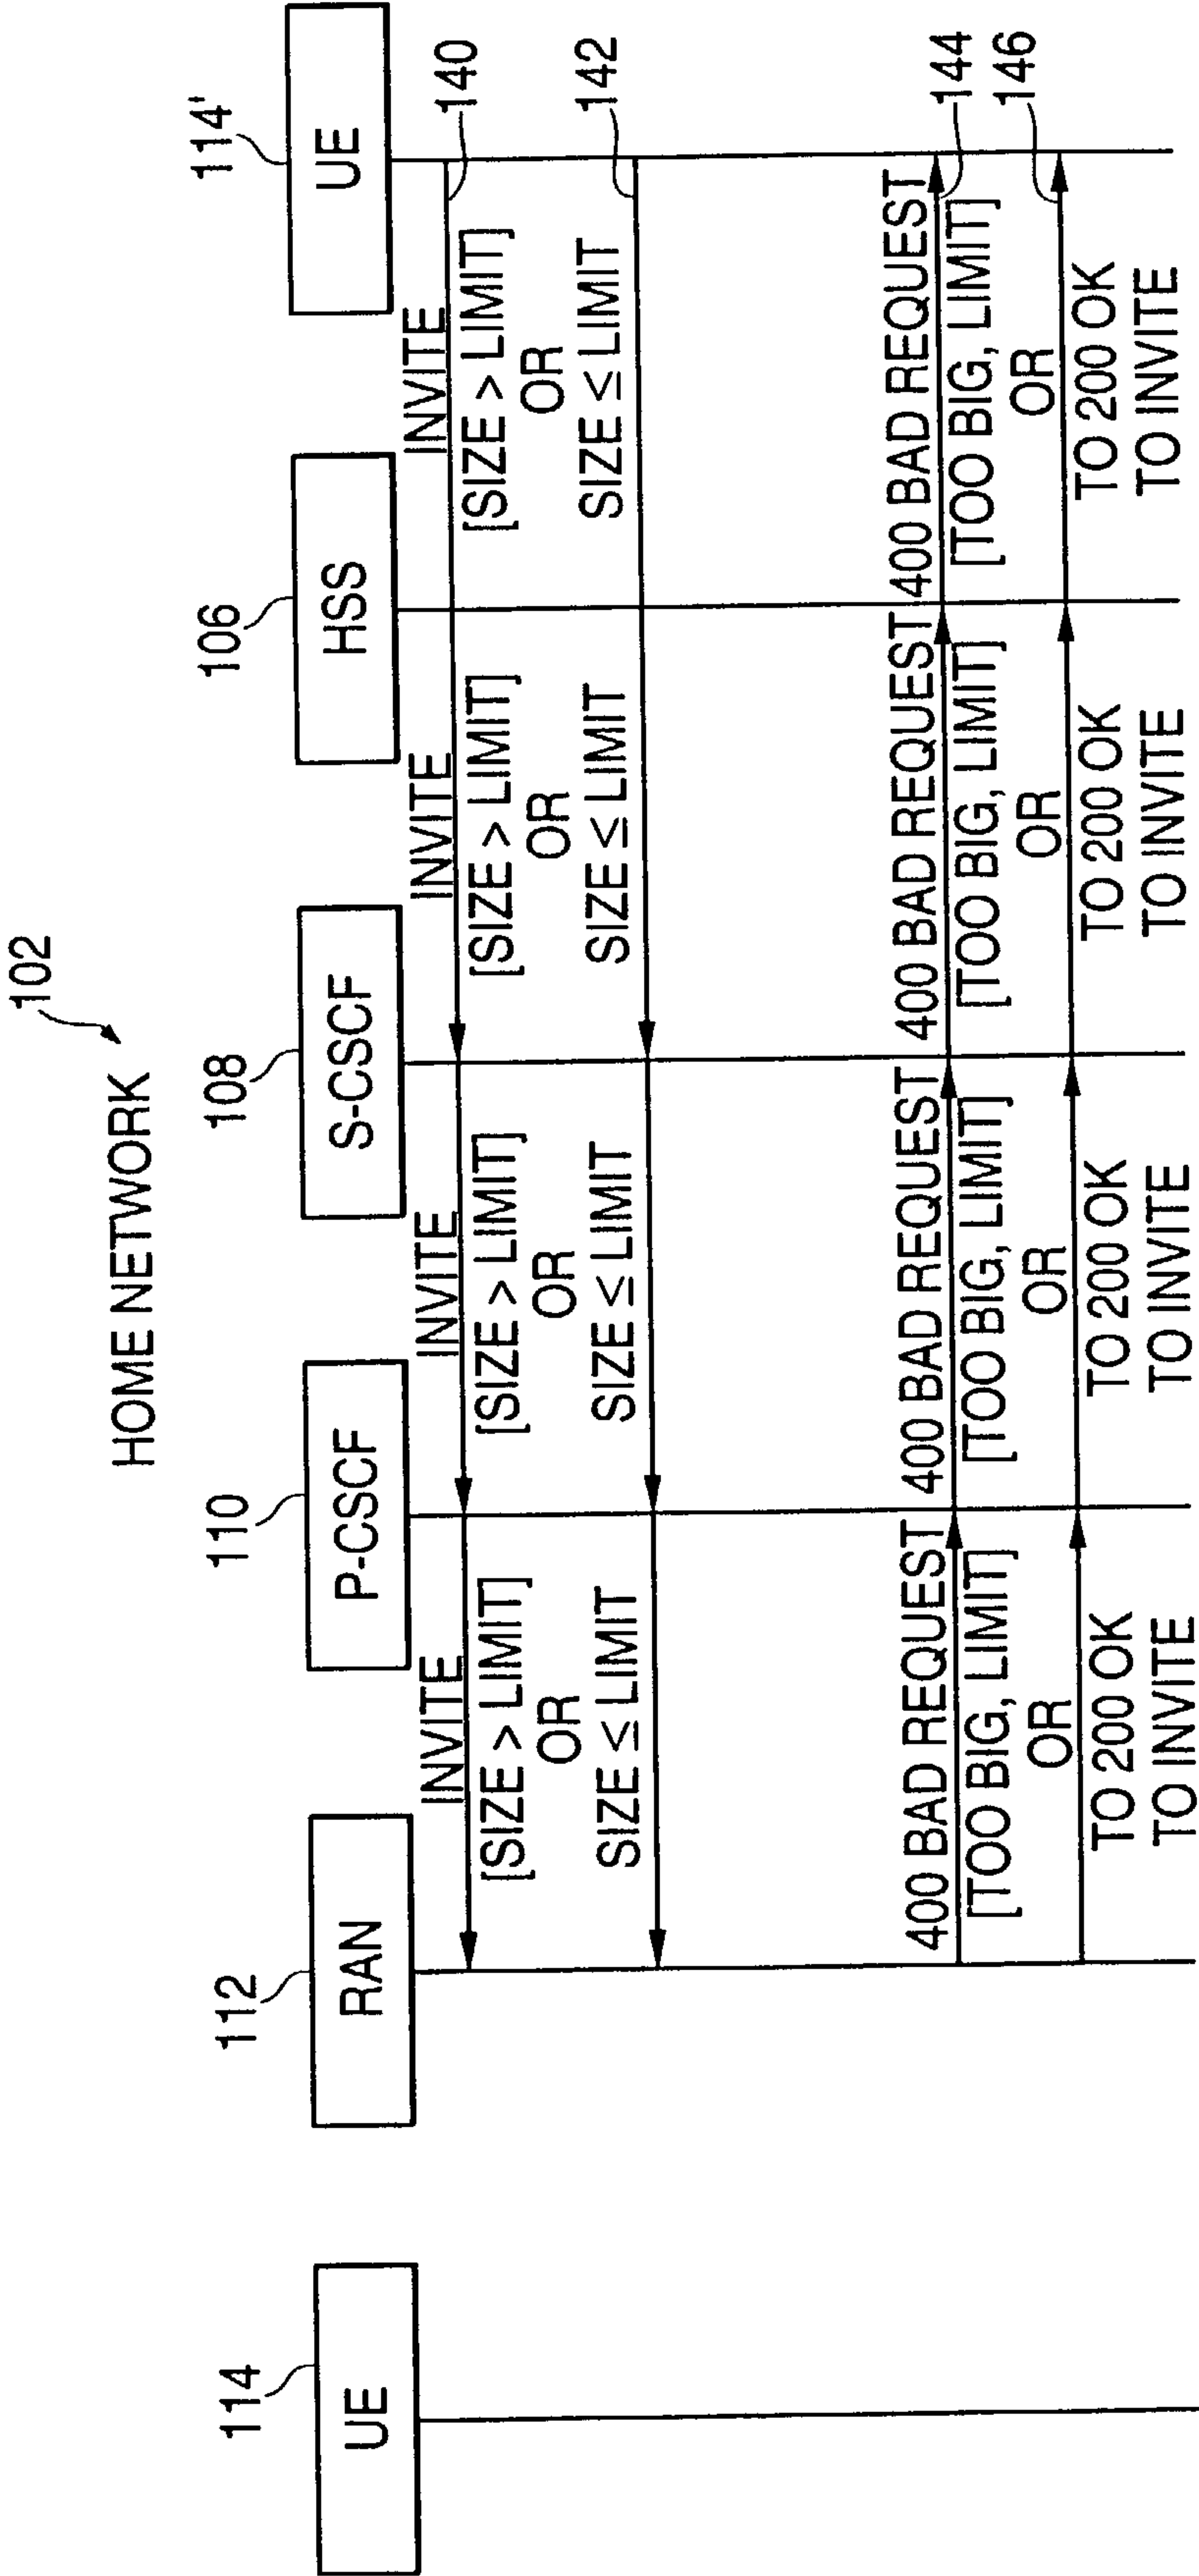 102
HOME NETWORK
114
112
110
108
106
114'
UE
RAN
P-CSCF
S-CSCF
HSS
UE
INVITE
INVITE
INVITE
INVITE
140
[SIZE > LIMIT]
[SIZE > LIMIT]
[SIZE > LIMIT]
[SIZE > LIMIT]
OR
OR
OR
OR
142
SIZE ≤ LIMIT
SIZE ≤ LIMIT
SIZE ≤ LIMIT
SIZE ≤ LIMIT
400 BAD REQUEST
400 BAD REQUEST
400 BAD REQUEST
400 BAD REQUEST
144
[TOO BIG, LIMIT]
[TOO BIG, LIMIT]
[TOO BIG, LIMIT]
[TOO BIG, LIMIT]
146
OR
OR
OR
OR
TO 200 OK
TO 200 OK
TO 200 OK
TO 200 OK
TO INVITE
TO INVITE
TO INVITE
TO INVITE